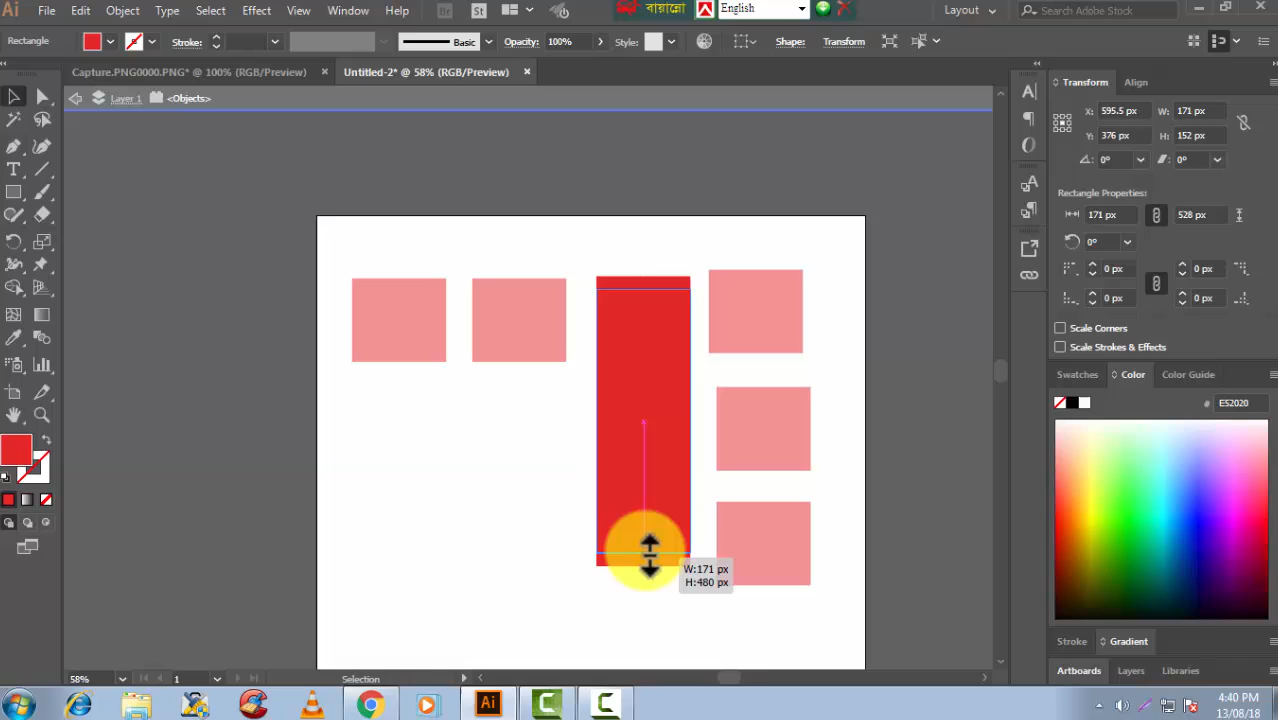 Ai File Edit Object Type Select Effect View Window Help Br St বায়ান্নো English Layout Search Adobe Stock
Rectangle Stroke: Basic Opacity: 100% Style: Shape: Transform
Capture.PNG0000.PNG* @ 100% (RGB/Preview) Untitled-2* @ 58% (RGB/Preview)
Layer 1 <Objects>
Transform Align
X: 595.5 px W: 171 px
Y: 376 px H: 152 px
0° 0°
Rectangle Properties:
171 px 528 px
0°
0 px 0 px
0 px 0 px
Scale Corners
Scale Strokes & Effects
Swatches Color Color Guide
# E52020
W:171 px
H:480 px
Stroke Gradient
Artboards Layers Libraries
58% 1 Selection
Ai
4:40 PM
13/08/18